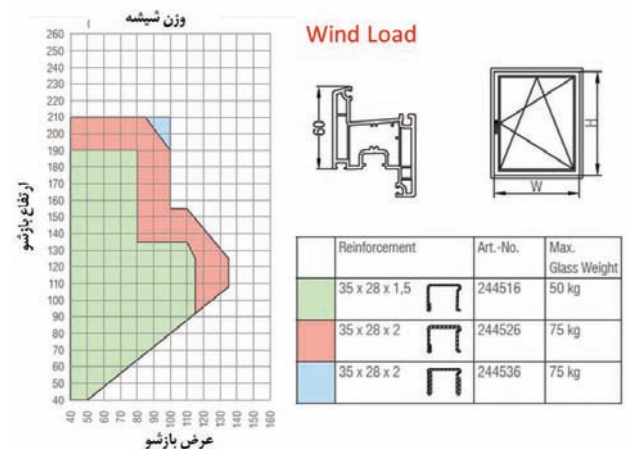 وزن شیشه
(
Wind Load
260
250
240
230
220
210
200
190
180
170
160
150
140
130
120
110
100
90
80
70
60
50
40
ارتفاع بازشو
40 50 60 70 80 90 100 110 120 130 140 150 160
عرض بازشو
60
H
W
Reinforcement Art.-No. Max. Glass Weight
35 x 28 x 1,5 244516 50 kg
35 x 28 x 2 244526 75 kg
35 x 28 x 2 244536 75 kg